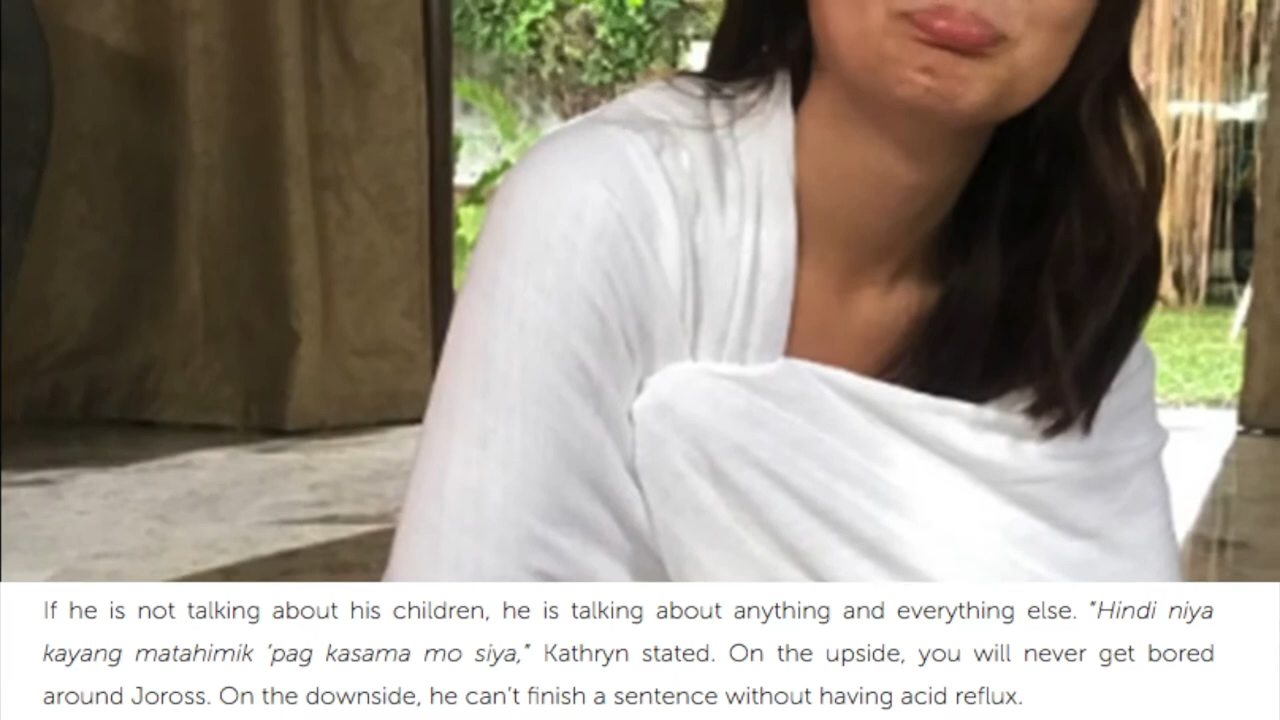 If he is not talking about his children, he is talking about anything and everything else. "Hindi niya
kayang matahimik 'pag kasama mo siya," Kathryn stated. On the upside, you will never get bored
around Joross. On the downside, he can't finish a sentence without having acid reflux.